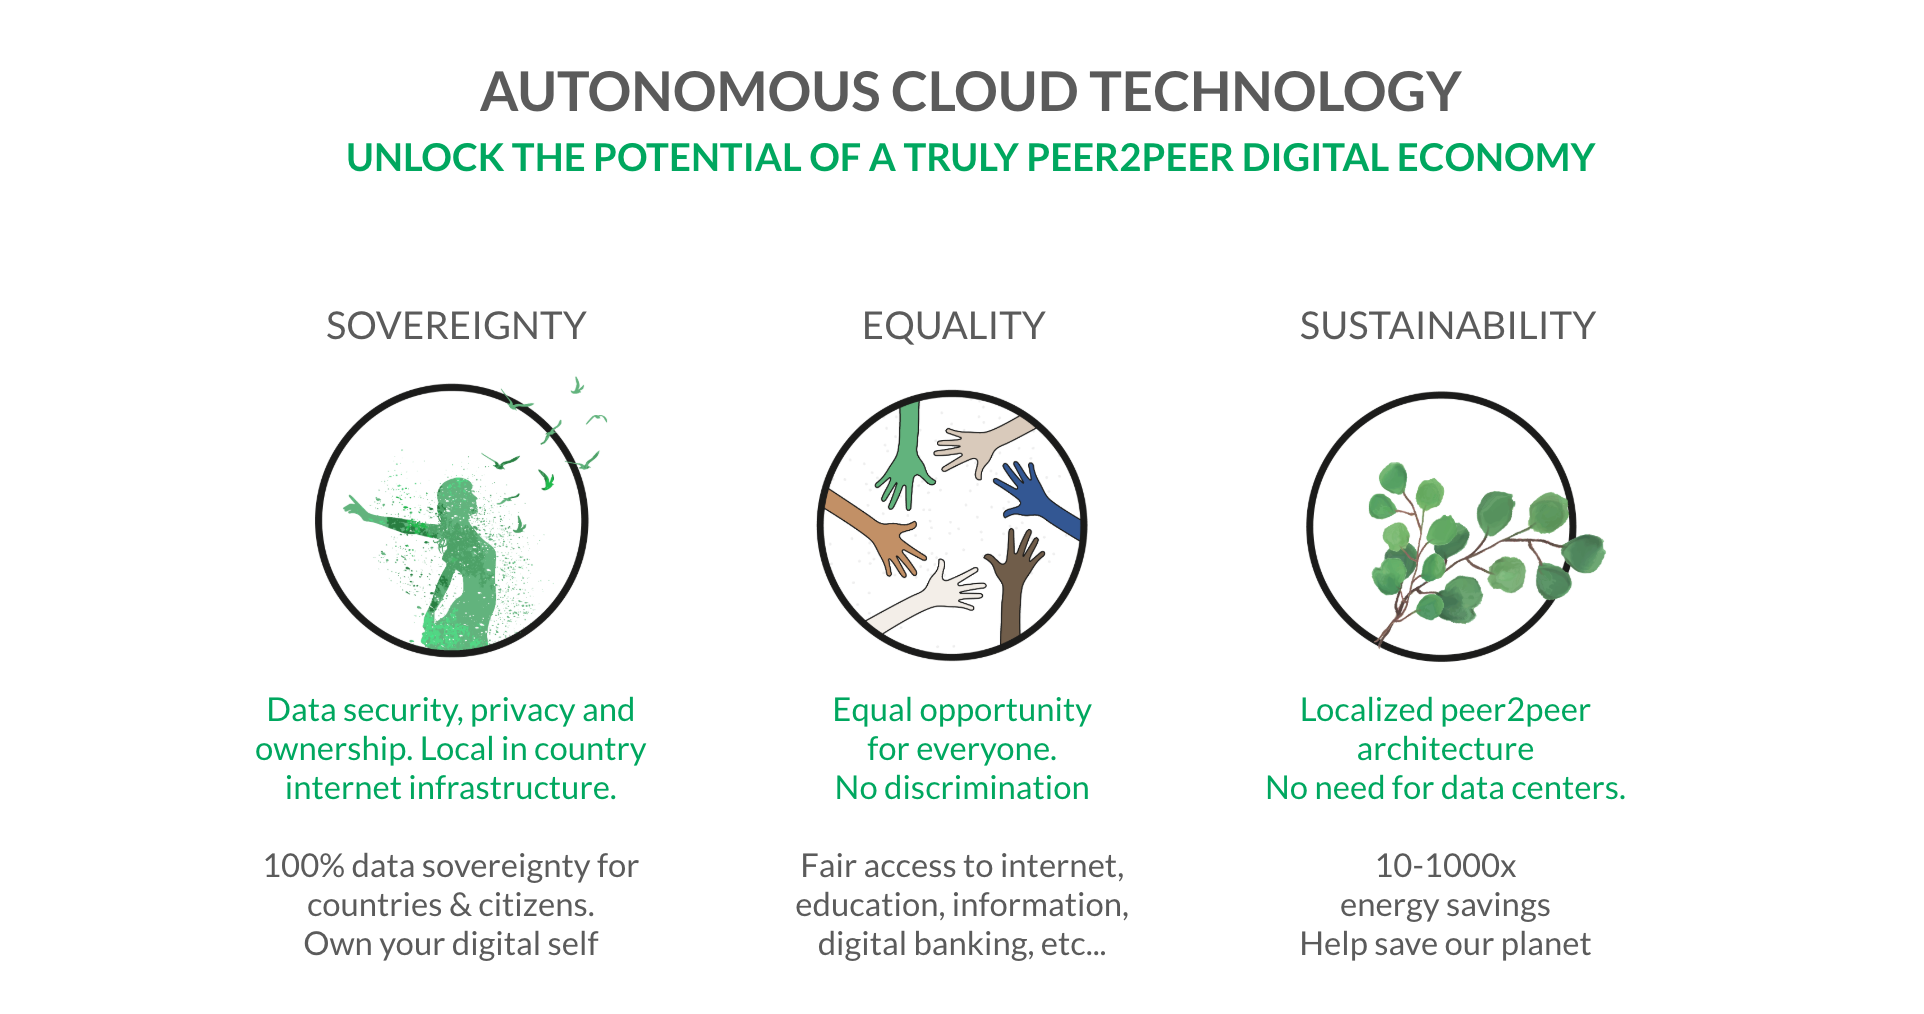 AUTONOMOUS CLOUD TECHNOLOGY
UNLOCK THE POTENTIAL OF A TRULY PEER2PEER DIGITAL ECONOMY
SOVEREIGNTY
Data security, privacy and
ownership. Local in country
internet infrastructure.
100% data sovereignty for
countries & citizens.
Own your digital self
EQUALITY
Equal opportunity
for everyone.
No discrimination
Fair access to internet,
education, information,
digital banking, etc...
SUSTAINABILITY
Localized peer2peer
architecture
No need for data centers.
10-1000x
energy savings
Help save our planet